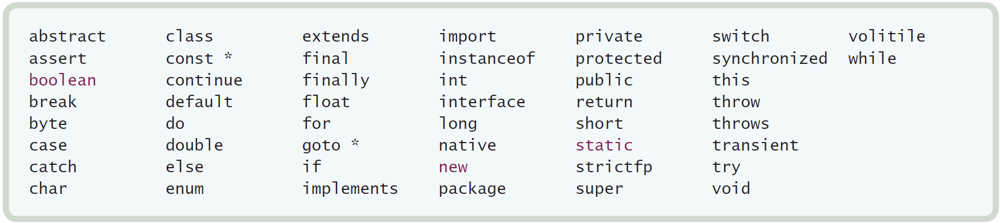 abstract class extends import private switch volitile
assert const * final instanceof protected synchronized while
boolean continue finally int public this
break default float interface return throw
byte do for long short throws
case double goto * native static transient
catch else if new strictfp try
char enum implements package super void